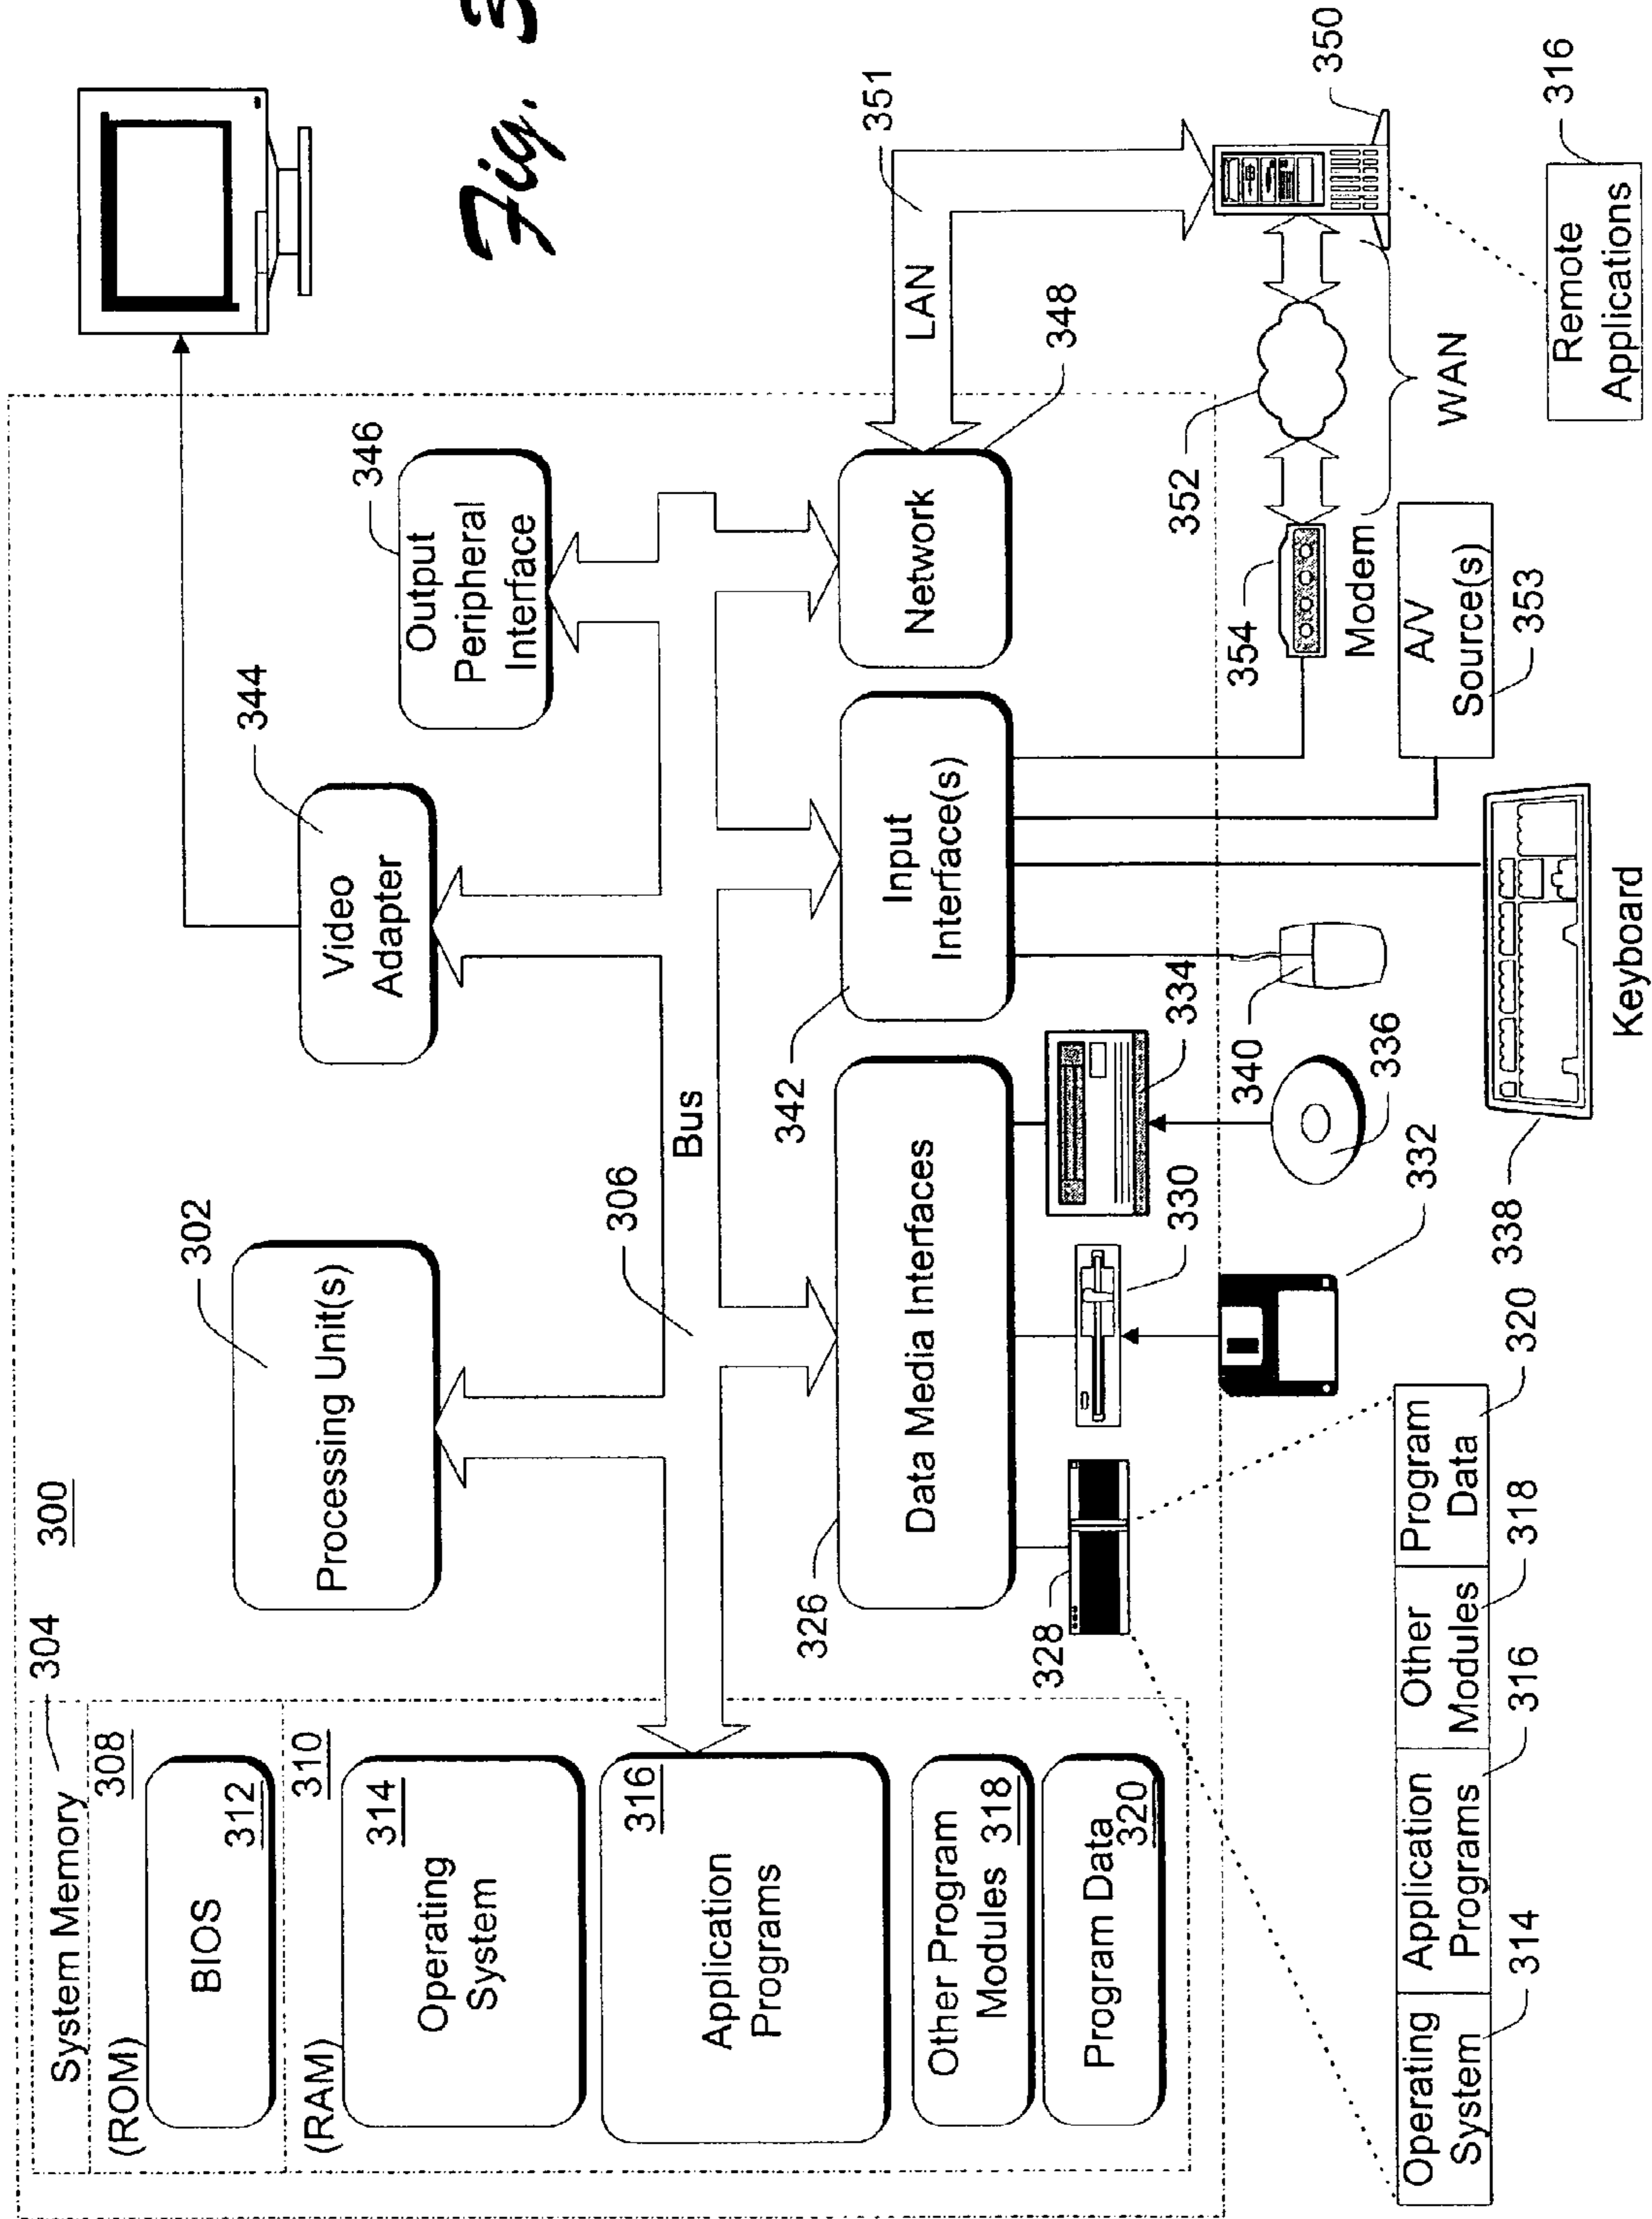 300
System Memory
304
(ROM)
308
BIOS
312
(RAM)
310
Operating
System
314
Application
Programs
316
Other Program
Modules 318
Program Data
320
302
Processing Unit(s)
306
Bus
344
Video
Adapter
346
Output
Peripheral
Interface
Fig. 3
326
Data Media Interfaces
342
Input
Interface(s)
Network
348
LAN
351
328
330
334
340
336
332
354
Modem
352
WAN
350
A/V
Source(s)
353
338
Keyboard
Remote
Applications
316
Operating
System
314
Application
Programs
316
Other
Modules
318
Program
Data
320